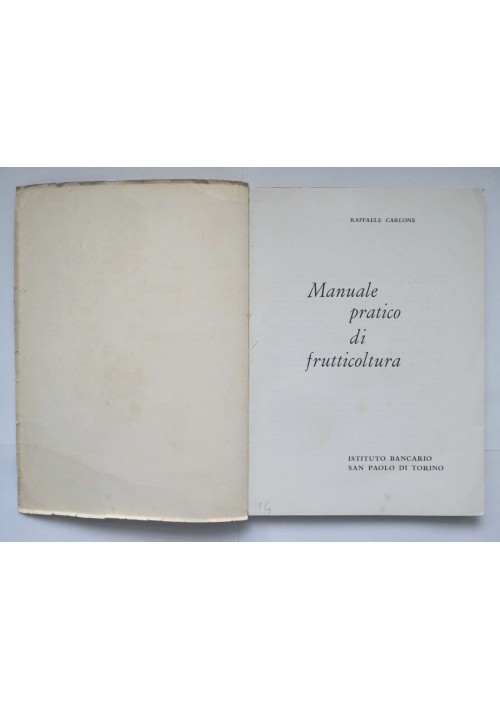 RAFFAELE CARLONE
Manuale
pratico
di
frutticoltura
ISTITUTO BANCARIO
SAN PAOLO DI TORINO